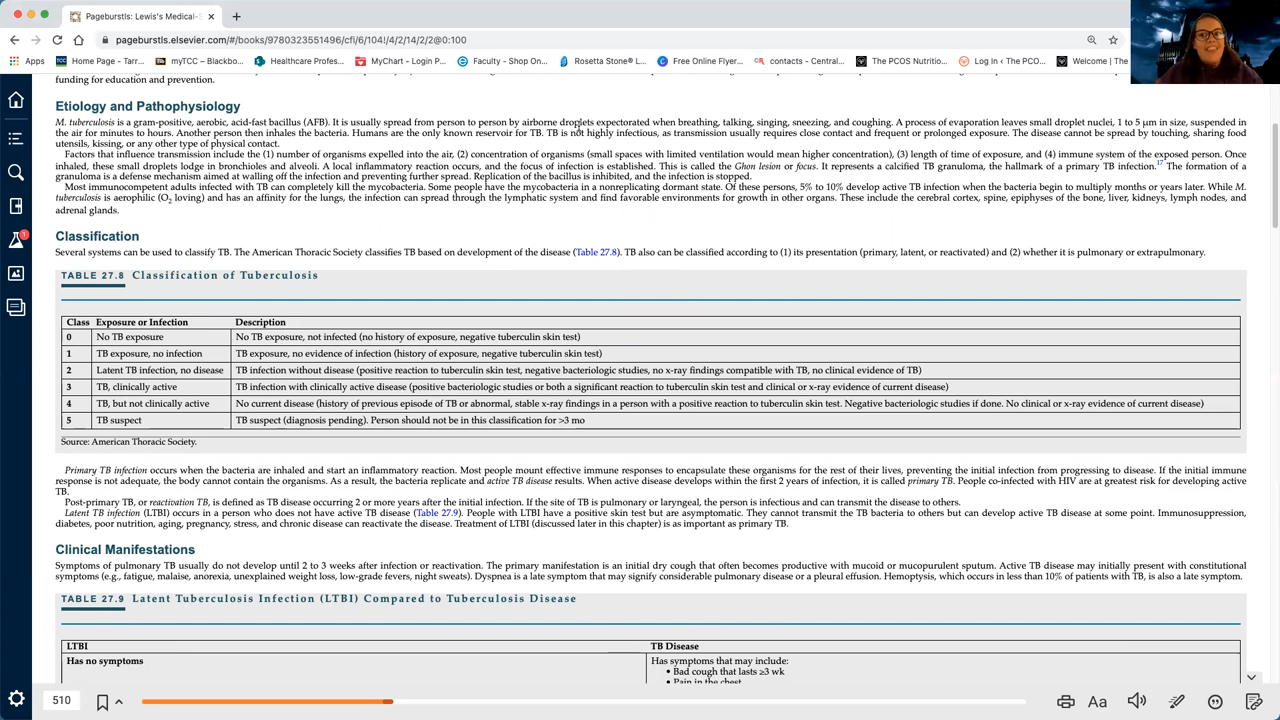 Pageburstls: Lewis's Medical-S
pageburstls.elsevier.com/#/books/9780323551496/cfi/6/104!/4/2/14/2/2@0:100
Apps
Home Page - Tarr...
myTCC – Blackbo...
Healthcare Profes...
MyChart - Login P...
Faculty - Shop On...
Rosetta Stone® L...
Free Online Flyer...
contacts - Central...
The PCOS Nutritio...
Log In ‹ The PCO...
Welcome | The
funding for education and prevention.
Etiology and Pathophysiology
M. tuberculosis is a gram-positive, aerobic, acid-fast bacillus (AFB). It is usually spread from person to person by airborne droplets expectorated when breathing, talking, singing, sneezing, and coughing. A process of evaporation leaves small droplet nuclei, 1 to 5 μm in size, suspended in
the air for minutes to hours. Another person then inhales the bacteria. Humans are the only known reservoir for TB. TB is not highly infectious, as transmission usually requires close contact and frequent or prolonged exposure. The disease cannot be spread by touching, sharing food
utensils, kissing, or any other type of physical contact.
Factors that influence transmission include the (1) number of organisms expelled into the air, (2) concentration of organisms (small spaces with limited ventilation would mean higher concentration), (3) length of time of exposure, and (4) immune system of the exposed person. Once
inhaled, these small droplets lodge in bronchioles and alveoli. A local inflammatory reaction occurs, and the focus of infection is established. This is called the Ghon lesion or focus. It represents a calcified TB granuloma, the hallmark of a primary TB infection.17 The formation of a
granuloma is a defense mechanism aimed at walling off the infection and preventing further spread. Replication of the bacillus is inhibited, and the infection is stopped.
Most immunocompetent adults infected with TB can completely kill the mycobacteria. Some people have the mycobacteria in a nonreplicating dormant state. Of these persons, 5% to 10% develop active TB infection when the bacteria begin to multiply months or years later. While M.
tuberculosis is aerophilic (O2 loving) and has an affinity for the lungs, the infection can spread through the lymphatic system and find favorable environments for growth in other organs. These include the cerebral cortex, spine, epiphyses of the bone, liver, kidneys, lymph nodes, and
adrenal glands.
Classification
Several systems can be used to classify TB. The American Thoracic Society classifies TB based on development of the disease (Table 27.8). TB also can be classified according to (1) its presentation (primary, latent, or reactivated) and (2) whether it is pulmonary or extrapulmonary.
TABLE 27.8 Classification of Tuberculosis
Class Exposure or Infection Description
0 No TB exposure No TB exposure, not infected (no history of exposure, negative tuberculin skin test)
1 TB exposure, no infection TB exposure, no evidence of infection (history of exposure, negative tuberculin skin test)
2 Latent TB infection, no disease TB infection without disease (positive reaction to tuberculin skin test, negative bacteriologic studies, no x-ray findings compatible with TB, no clinical evidence of TB)
3 TB, clinically active TB infection with clinically active disease (positive bacteriologic studies or both a significant reaction to tuberculin skin test and clinical or x-ray evidence of current disease)
4 TB, but not clinically active No current disease (history of previous episode of TB or abnormal, stable x-ray findings in a person with a positive reaction to tuberculin skin test. Negative bacteriologic studies if done. No clinical or x-ray evidence of current disease)
5 TB suspect TB suspect (diagnosis pending). Person should not be in this classification for >3 mo
Source: American Thoracic Society.
Primary TB infection occurs when the bacteria are inhaled and start an inflammatory reaction. Most people mount effective immune responses to encapsulate these organisms for the rest of their lives, preventing the initial infection from progressing to disease. If the initial immune
response is not adequate, the body cannot contain the organisms. As a result, the bacteria replicate and active TB disease results. When active disease develops within the first 2 years of infection, it is called primary TB. People co-infected with HIV are at greatest risk for developing active
TB.
Post-primary TB, or reactivation TB, is defined as TB disease occurring 2 or more years after the initial infection. If the site of TB is pulmonary or laryngeal, the person is infectious and can transmit the disease to others.
Latent TB infection (LTBI) occurs in a person who does not have active TB disease (Table 27.9). People with LTBI have a positive skin test but are asymptomatic. They cannot transmit the TB bacteria to others but can develop active TB disease at some point. Immunosuppression,
diabetes, poor nutrition, aging, pregnancy, stress, and chronic disease can reactivate the disease. Treatment of LTBI (discussed later in this chapter) is as important as primary TB.
Clinical Manifestations
Symptoms of pulmonary TB usually do not develop until 2 to 3 weeks after infection or reactivation. The primary manifestation is an initial dry cough that often becomes productive with mucoid or mucopurulent sputum. Active TB disease may initially present with constitutional
symptoms (e.g., fatigue, malaise, anorexia, unexplained weight loss, low-grade fevers, night sweats). Dyspnea is a late symptom that may signify considerable pulmonary disease or a pleural effusion. Hemoptysis, which occurs in less than 10% of patients with TB, is also a late symptom.
TABLE 27.9 Latent Tuberculosis Infection (LTBI) Compared to Tuberculosis Disease
LTBI TB Disease
Has no symptoms Has symptoms that may include:
• Bad cough that lasts ≥3 wk
• Pain in the chest
1
510
Aa